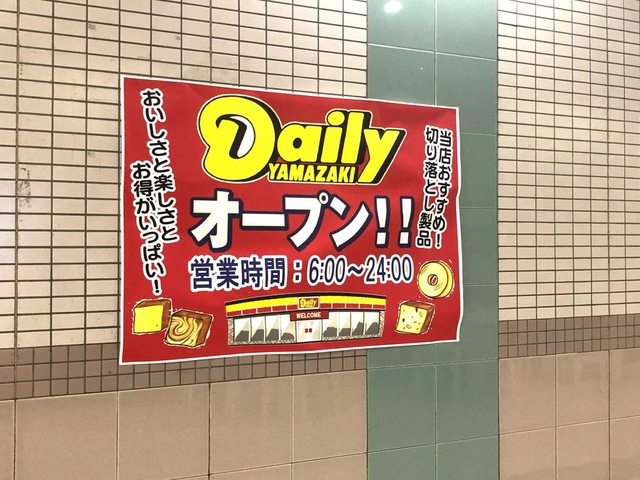 Daily
YAMAZAKI
オープン!!
営業時間：6:00～24:00
当店おすすめ！
切り落とし製品
おいしさと楽しさと
お得がいっぱい！
Daily
WELCOME